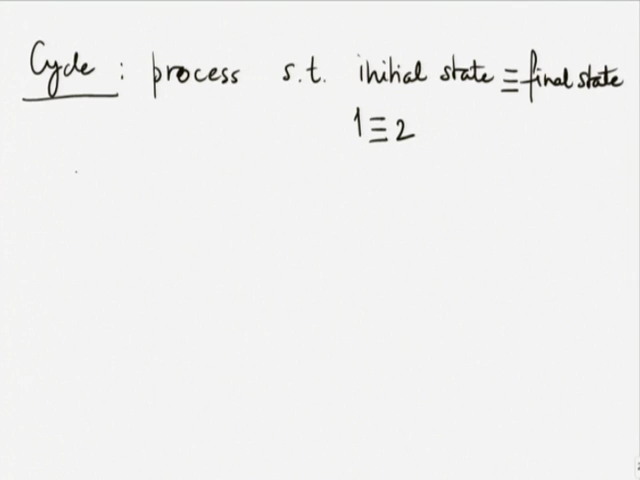 Cycle : process s.t. initial state ≡ final state
1 ≡ 2